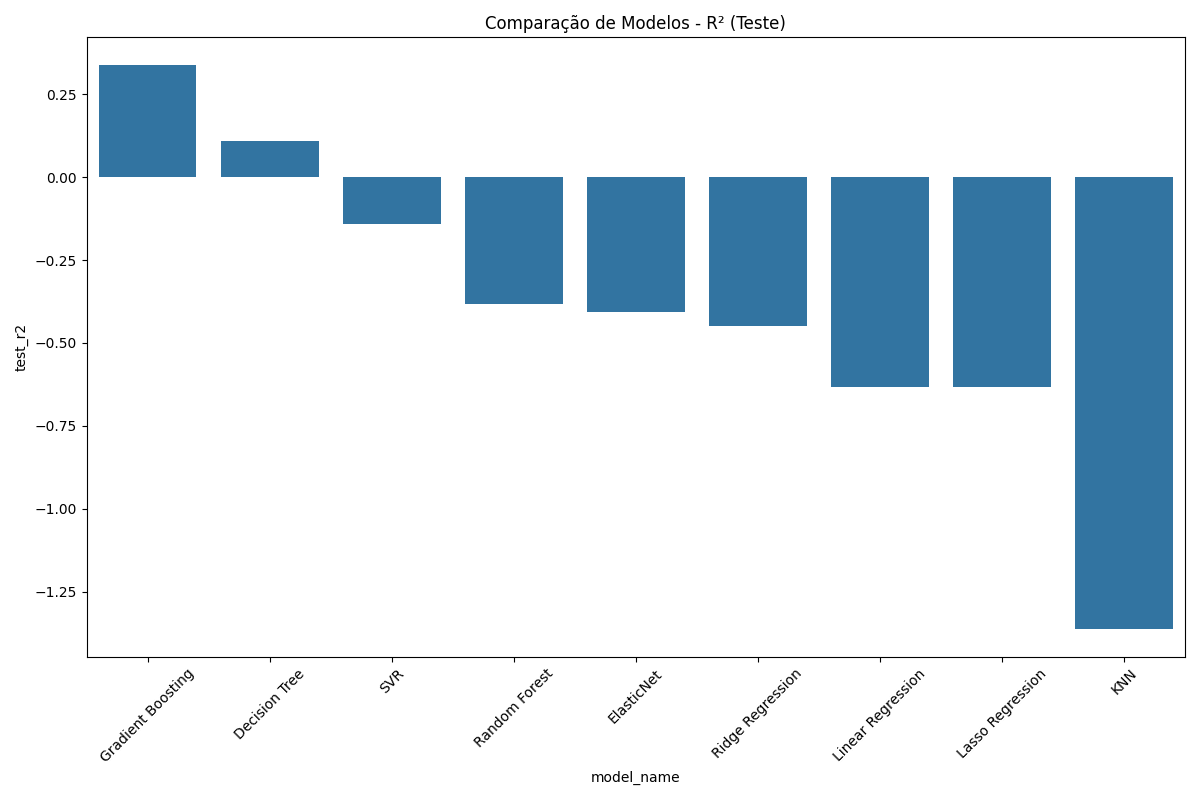 Comparação de Modelos - R² (Teste)
test_r2
0.25
0.00
−0.25
−0.50
−0.75
−1.00
−1.25
Gradient Boosting
Decision Tree
SVR
Random Forest
ElasticNet
Ridge Regression
Linear Regression
Lasso Regression
KNN
model_name